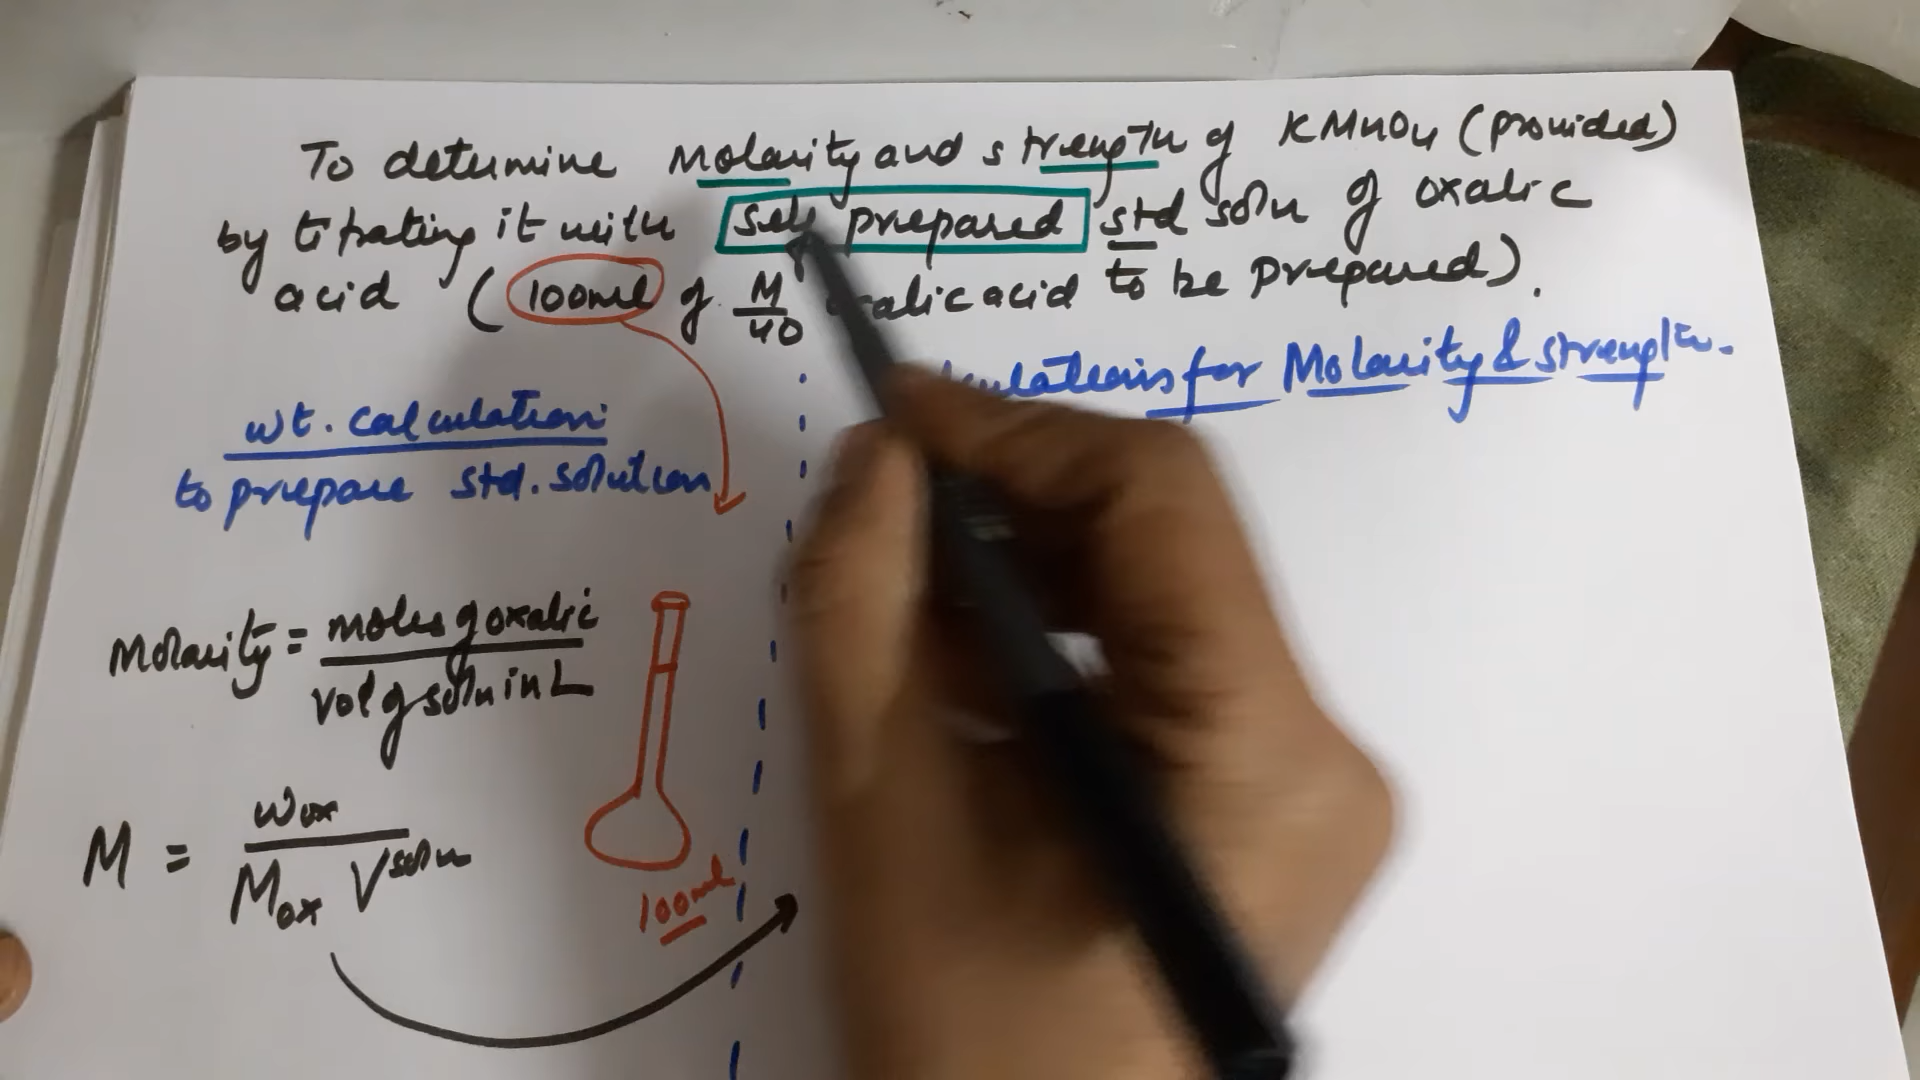 To determine Molarity and strength of KMnO4 (provided)
by titrating it with self prepared std soln of oxalic
acid (100ml of M/40 oxalic acid to be prepared).
wt. calculation
to prepare std. solution
Molarity = moles of oxalic / vol of soln in L
M = wox / Mox Vsoln
100ml
for Molarity & strength.